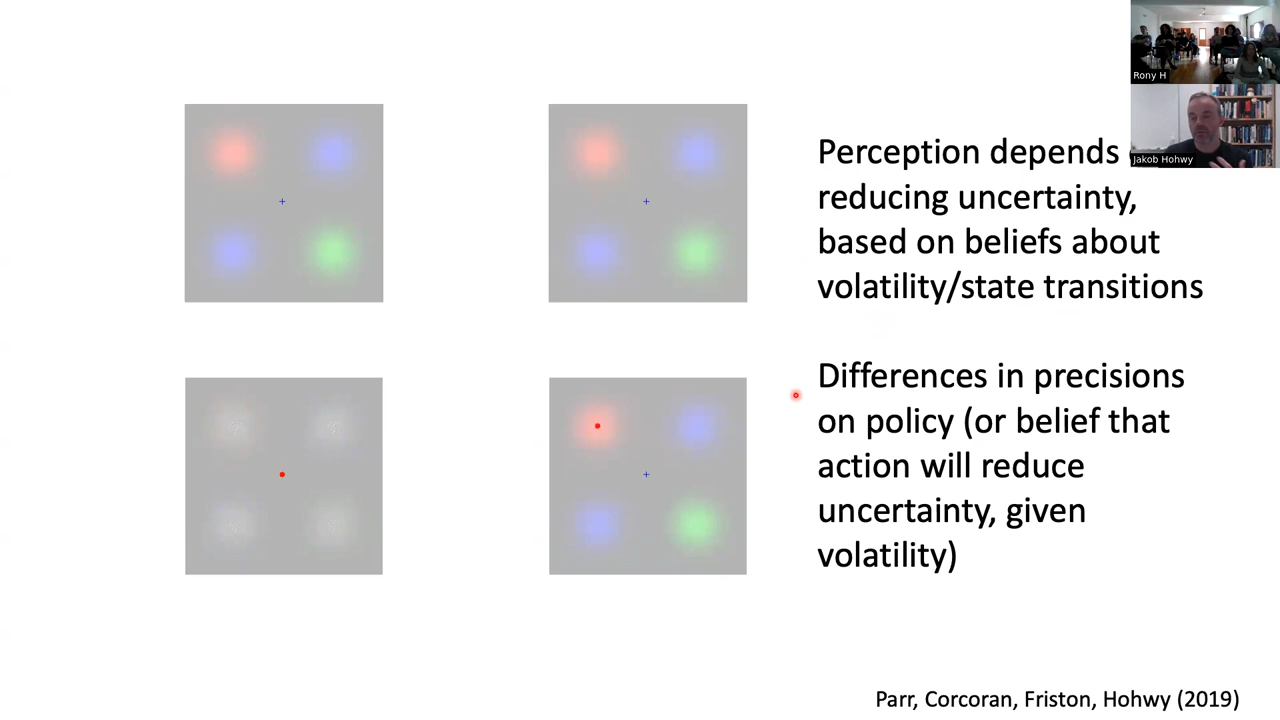 Rony H
Jakob Hohwy
Perception depends
reducing uncertainty,
based on beliefs about
volatility/state transitions
Differences in precisions
on policy (or belief that
action will reduce
uncertainty, given
volatility)
Parr, Corcoran, Friston, Hohwy (2019)